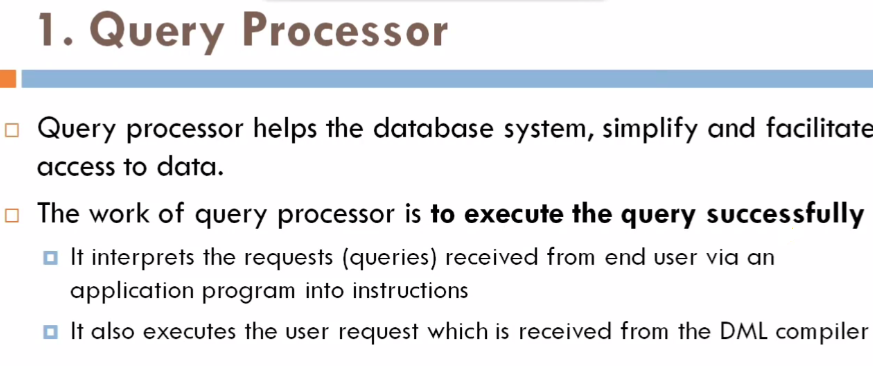 1. Query Processor
Query processor helps the database system, simplify and facilitate
access to data.
The work of query processor is to execute the query successfully
It interprets the requests (queries) received from end user via an
application program into instructions
It also executes the user request which is received from the DML compiler